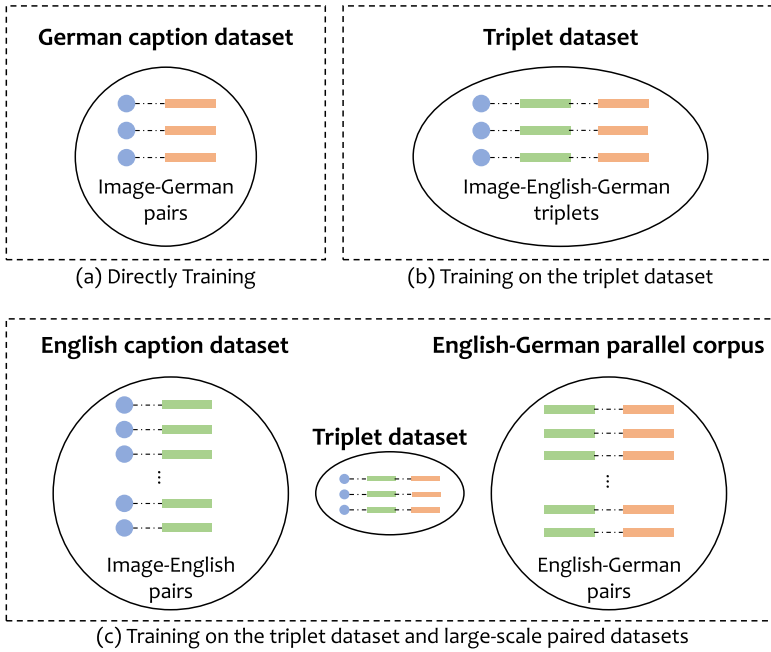 German caption dataset
Image-German
pairs
(a) Directly Training
Triplet dataset
Image-English-German
triplets
(b) Training on the triplet dataset
English caption dataset
Image-English
pairs
Triplet dataset
English-German parallel corpus
English-German
pairs
(c) Training on the triplet dataset and large-scale paired datasets